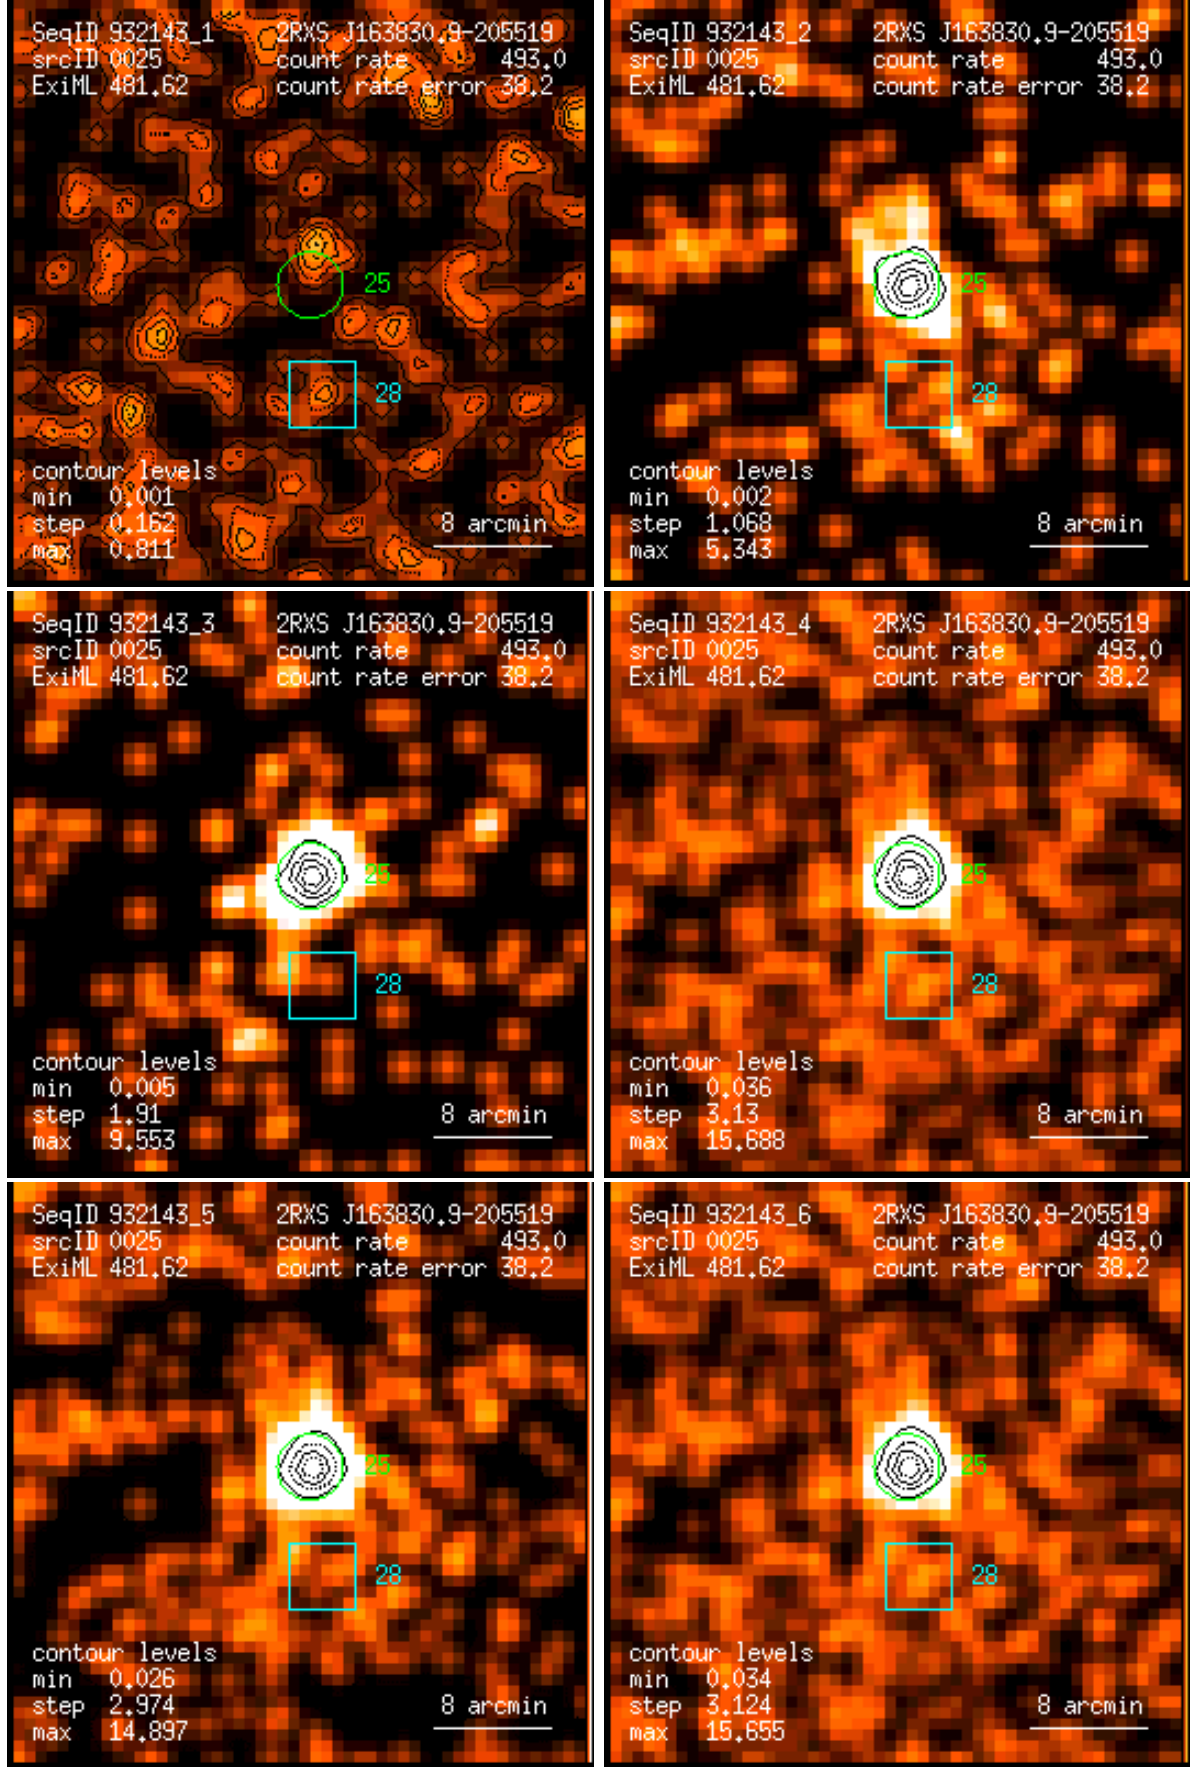 SeqID 932143_1 2RXS J163830.9-205519
srcID 0025 count rate 493.0
ExiML 481.62 count rate error 38.2
25
28
contour levels
min 0.001
step 0.162 8 arcmin
max 0.811
SeqID 932143_2 2RXS J163830.9-205519
srcID 0025 count rate 493.0
ExiML 481.62 count rate error 38.2
25
28
contour levels
min 0.002
step 1.068 8 arcmin
max 5.343
SeqID 932143_3 2RXS J163830.9-205519
srcID 0025 count rate 493.0
ExiML 481.62 count rate error 38.2
25
28
contour levels
min 0.005
step 1.91 8 arcmin
max 9.553
SeqID 932143_4 2RXS J163830.9-205519
srcID 0025 count rate 493.0
ExiML 481.62 count rate error 38.2
25
28
contour levels
min 0.036
step 3.13 8 arcmin
max 15.688
SeqID 932143_5 2RXS J163830.9-205519
srcID 0025 count rate 493.0
ExiML 481.62 count rate error 38.2
25
28
contour levels
min 0.026
step 2.974 8 arcmin
max 14.897
SeqID 932143_6 2RXS J163830.9-205519
srcID 0025 count rate 493.0
ExiML 481.62 count rate error 38.2
25
28
contour levels
min 0.034
step 3.124 8 arcmin
max 15.655